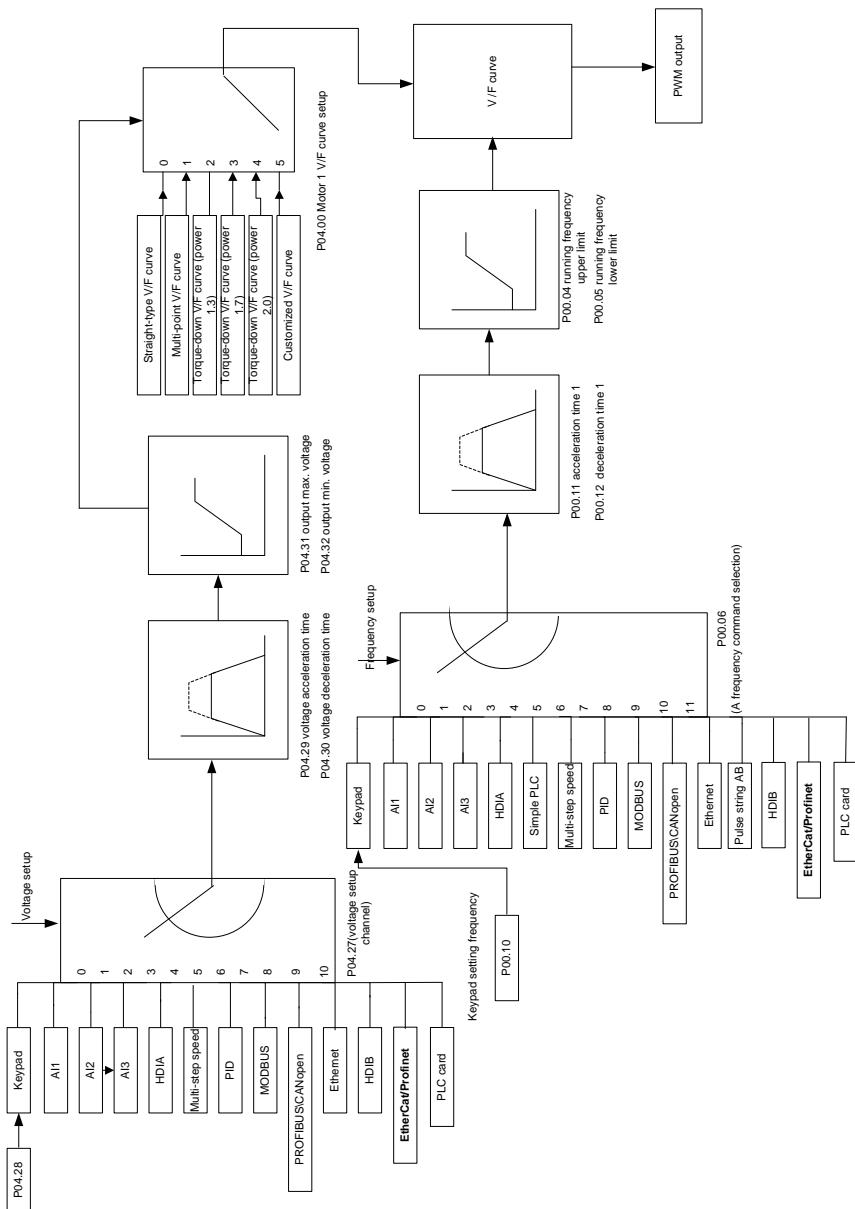 P04.28
Keypad
AI1
AI2
AI3
HDIA
Multi-step speed
PID
MODBUS
PROFIBUS\CANopen
Ethernet
HDIB
EtherCat/Profinet
PLC card
Voltage setup
0
1
2
3
4
5
6
7
8
9
10
P04.27(voltage setup
channel)
P04.29 voltage acceleration time
P04.30 voltage deceleration time
P04.31 output max. voltage
P04.32 output min. voltage
Straight-type V/F curve
Multi-point V/F curve
Torque-down V/F curve (power
1.3)
Torque-down V/F curve (power
1.7)
Torque-down V/F curve (power
2.0)
Customized V/F curve
0
1
2
3
4
5
P04.00 Motor 1 V/F curve setup
Keypad setting frequency
P00.10
Keypad
AI1
AI2
AI3
HDIA
Simple PLC
Multi-step speed
PID
MODBUS
PROFIBUS\CANopen
Ethernet
Pulse string AB
HDIB
EtherCat/Profinet
PLC card
Frequency setup
0
1
2
3
4
5
6
7
8
9
10
11
P00.06
(A frequency command selection)
P00.11 acceleration time 1
P00.12 deceleration time 1
P00.04 running frequency
upper limit
P00.05 running frequency
lower limit
V/F curve
PWM output